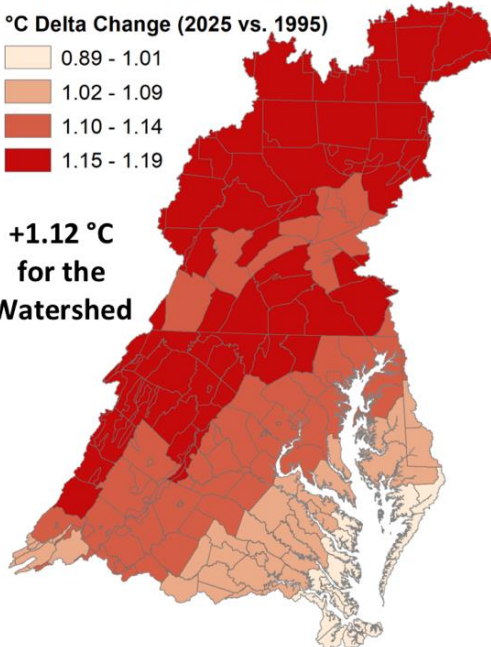 °C Delta Change (2025 vs. 1995)
0.89 - 1.01
1.02 - 1.09
1.10 - 1.14
1.15 - 1.19
+1.12 °C
for the
Watershed